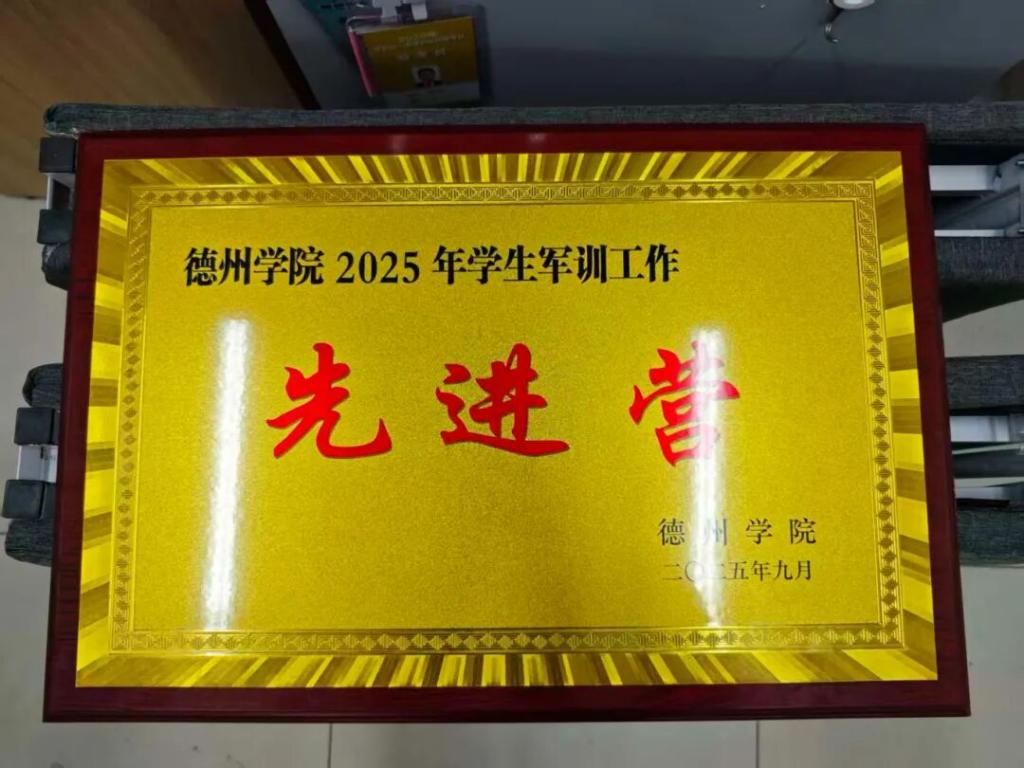 德州学院 2025 年学生军训工作
先进营
德州学院
二〇二五年九月